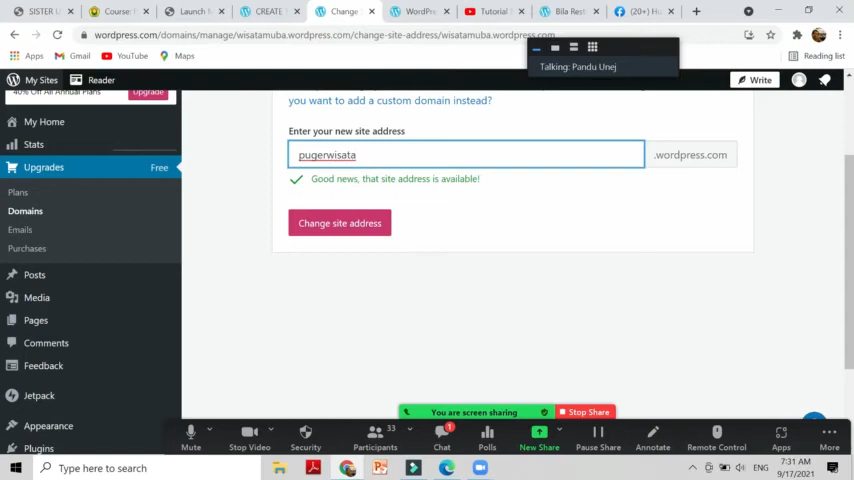 SISTER U
Course: F
Launch M
CREATE T
Change S
WordPres
Tutorial
Bila Rest
(20+) Hu
wordpress.com/domains/manage/wisatamuba.wordpress.com/change-site-address/wisatamuba.wordpress.com
Apps
Gmail
YouTube
Maps
Reading list
Talking: Pandu Unej
My Sites
Reader
Write
40% Off All Annual Plans
Upgrade
My Home
Stats
Upgrades
Free
Plans
Domains
Emails
Purchases
Posts
Media
Pages
Comments
Feedback
Jetpack
Appearance
Plugins
you want to add a custom domain instead?
Enter your new site address
pugerwisata
.wordpress.com
Good news, that site address is available!
Change site address
You are screen sharing
Stop Share
Mute
Stop Video
Security
33
Participants
1
Chat
Polls
New Share
Pause Share
Annotate
Remote Control
Apps
More
Type here to search
ENG
7:31 AM
9/17/2021